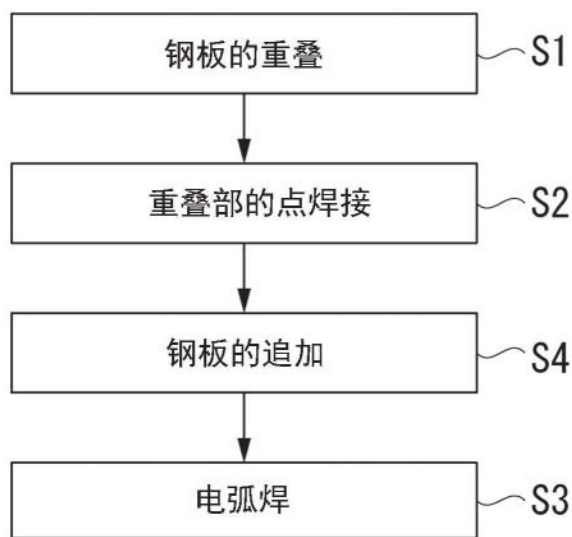 钢板的重叠
S1
重叠部的点焊接
S2
钢板的追加
S4
电弧焊
S3